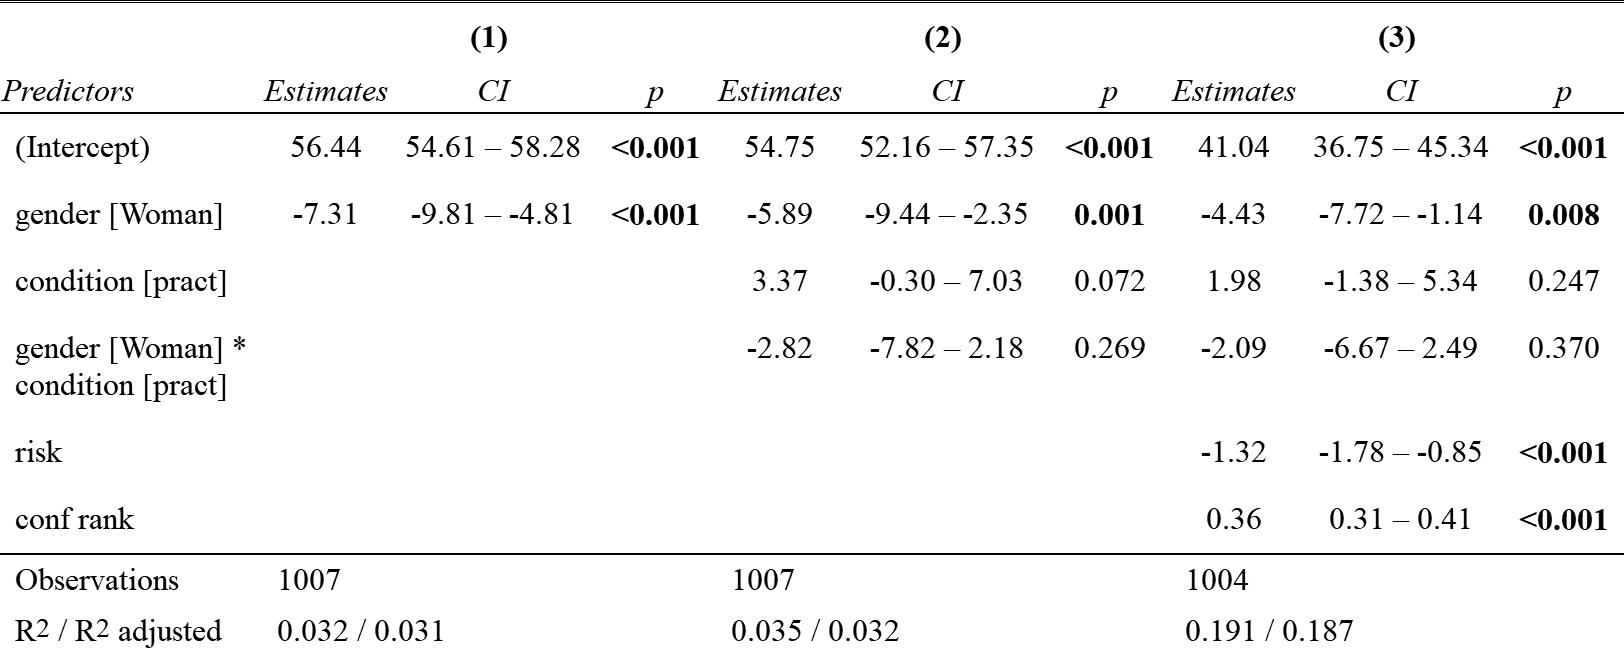 (1) (2) (3)
Predictors Estimates CI p Estimates CI p Estimates CI p
(Intercept) 56.44 54.61 – 58.28 <0.001 54.75 52.16 – 57.35 <0.001 41.04 36.75 – 45.34 <0.001
gender [Woman] -7.31 -9.81 – -4.81 <0.001 -5.89 -9.44 – -2.35 0.001 -4.43 -7.72 – -1.14 0.008
condition [pract] 3.37 -0.30 – 7.03 0.072 1.98 -1.38 – 5.34 0.247
gender [Woman] * -2.82 -7.82 – 2.18 0.269 -2.09 -6.67 – 2.49 0.370
condition [pract]
risk -1.32 -1.78 – -0.85 <0.001
conf rank 0.36 0.31 – 0.41 <0.001
Observations 1007 1007 1004
R2 / R2 adjusted 0.032 / 0.031 0.035 / 0.032 0.191 / 0.187